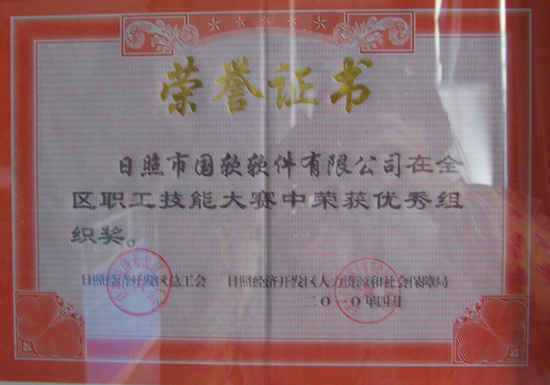 荣誉证书
日照市国软软件有限公司在全
区职工技能大赛中荣获优秀组
织奖。
日照经济开发区总工会 日照经济开发区人力资源和社会保障局
二〇一〇年四月